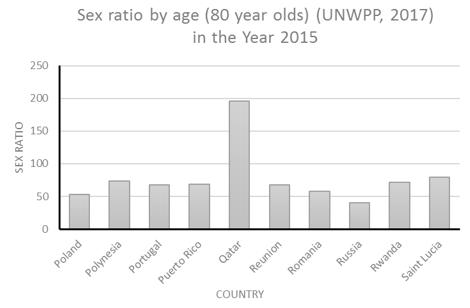 Sex ratio by age (80 year olds) (UNWPP, 2017)
in the Year 2015
250
200
150
100
50
0
SEX RATIO
Poland
Polynesia
Portugal
Puerto Rico
Qatar
Reunion
Romania
Russia
Rwanda
Saint Lucia
COUNTRY